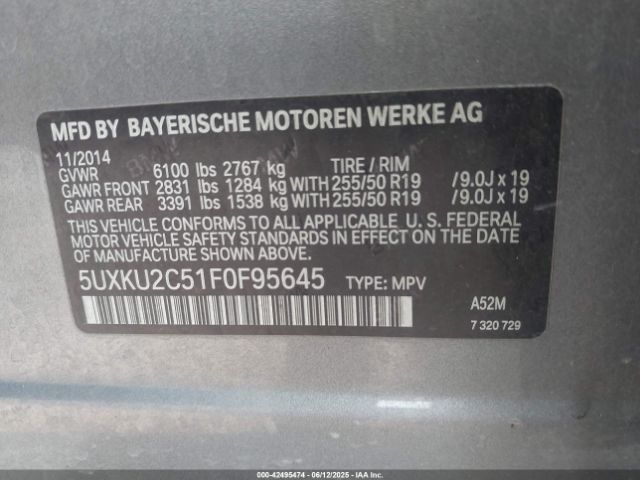 MFD BY BAYERISCHE MOTOREN WERKE AG
11/2014
GVWR 6100 lbs 2767 kg TIRE / RIM
GAWR FRONT 2831 lbs 1284 kg WITH 255/50 R19 /9.0J x 19
GAWR REAR 3391 lbs 1538 kg WITH 255/50 R19 /9.0J x 19
THIS VEHICLE CONFORMS TO ALL APPLICABLE U. S. FEDERAL
MOTOR VEHICLE SAFETY STANDARDS IN EFFECT ON THE DATE
OF MANUFACTURE SHOWN ABOVE.
5UXKU2C51F0F95645 TYPE: MPV
A52M
7 320 729
000-42495474 - 06/12/2025 - IAAI.COM